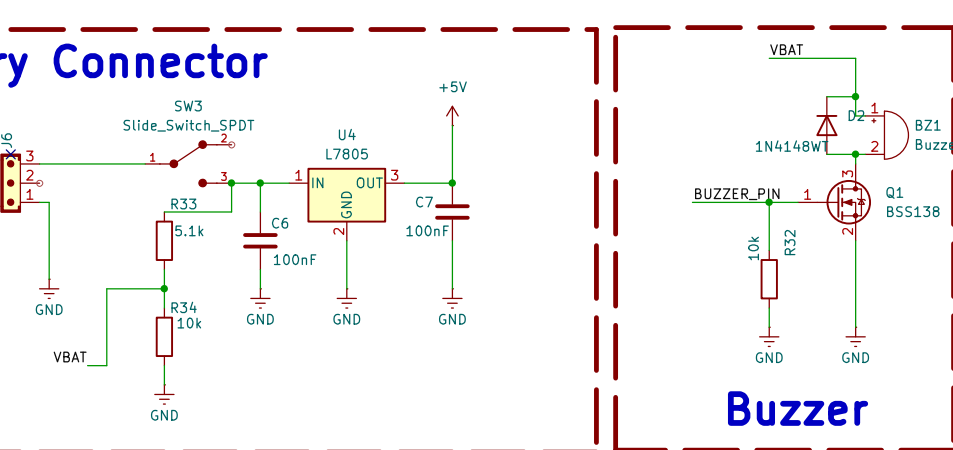 ry Connector
J6
3
2
1
SW3
Slide_Switch_SPDT
1
2
3
R33
5.1k
R34
10k
VBAT
GND
GND
C6
100nF
GND
U4
L7805
1
IN
OUT
3
GND
2
GND
+5V
C7
100nF
GND
VBAT
D2
1N4148WT
1
+
2
BZ1
Buzze
BUZZER_PIN
1
3
2
Q1
BSS138
10k
R32
GND
GND
Buzzer